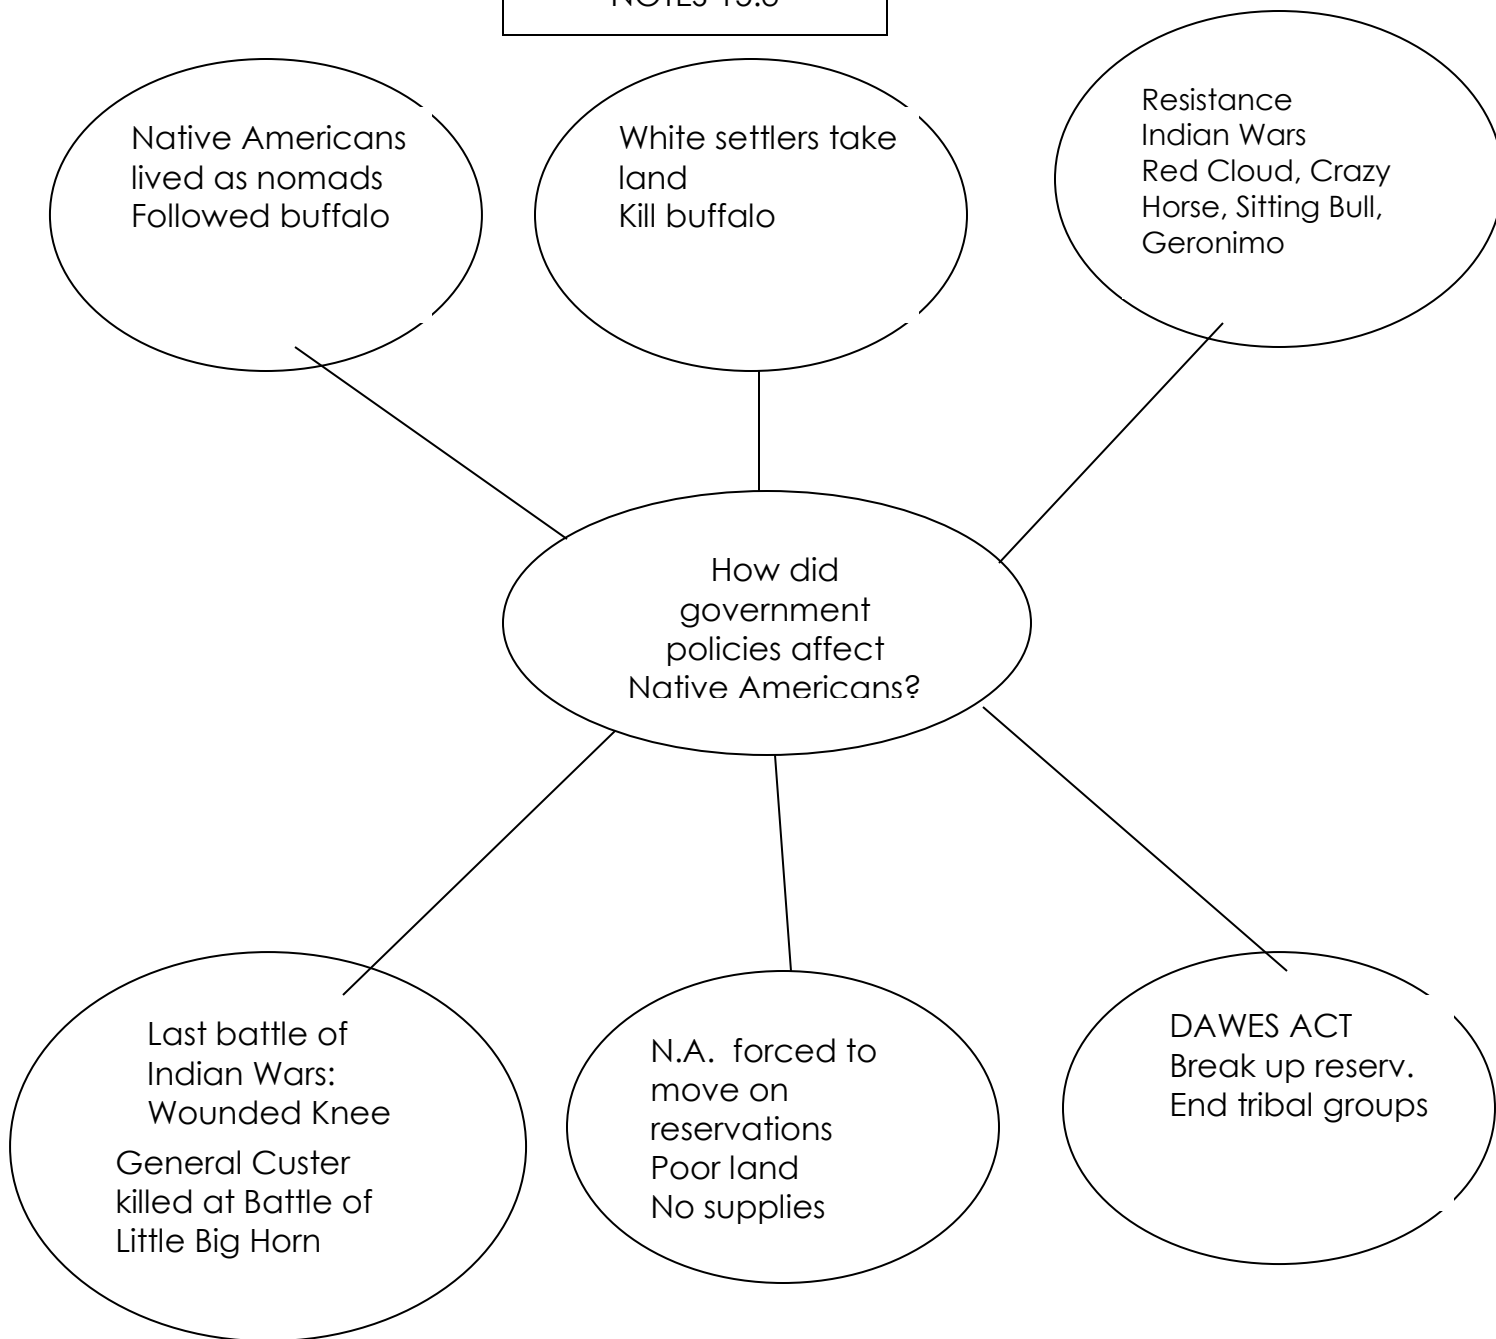 NOTES
Native Americans
lived as nomads
Followed buffalo
White settlers take
land
Kill buffalo
Resistance
Indian Wars
Red Cloud, Crazy
Horse, Sitting Bull,
Geronimo
How did
government
policies affect
Native Americans?
Last battle of
Indian Wars:
Wounded Knee
General Custer
killed at Battle of
Little Big Horn
N.A.  forced to
move on
reservations
Poor land
No supplies
DAWES ACT
Break up reserv.
End tribal groups